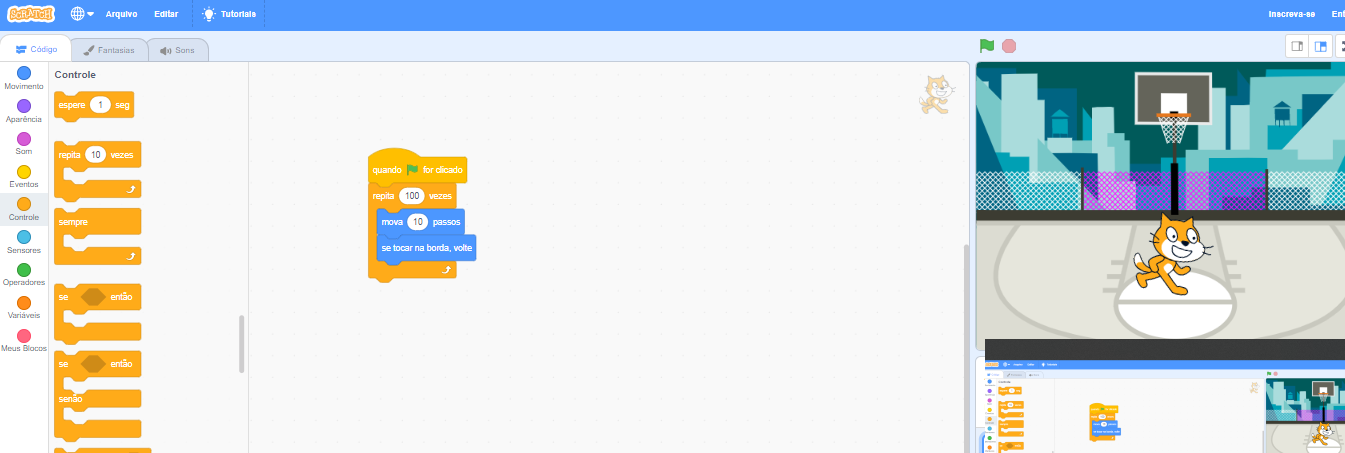 SCRATCH Arquivo Editar Tutoriais Inscreva-se
Código Fantasias Sons
Movimento
Aparência
Som
Eventos
Controle
Sensores
Operadores
Variáveis
Meus Blocos
Controle
espere 1 seg
repita 10 vezes
sempre
se então
se então
senão
quando for clicado
repita 100 vezes
mova 10 passos
se tocar na borda, volte